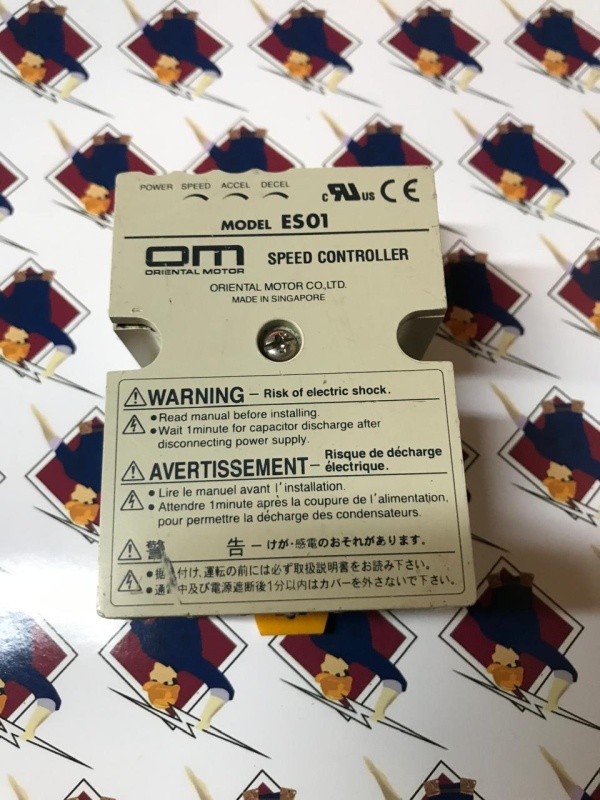 POWER SPEED ACCEL DECEL
c RU us CE
MODEL ES01
OM SPEED CONTROLLER
ORIENTAL MOTOR
ORIENTAL MOTOR CO.,LTD.
MADE IN SINGAPORE
WARNING – Risk of electric shock.
● Read manual before installing.
● Wait 1minute for capacitor discharge after
disconnecting power supply.
AVERTISSEMENT – Risque de décharge
électrique.
● Lire le manuel avant l'installation.
● Attendre 1minute après la coupure de l'alimentation,
pour permettre la décharge des condensateurs.
警 告 – けが・感電のおそれがあります。
● 据付け、運転の前には必ず取扱説明書をお読み下さい。
● 通 中及び電源遮断後1分以内はカバーを外さないで下さい。